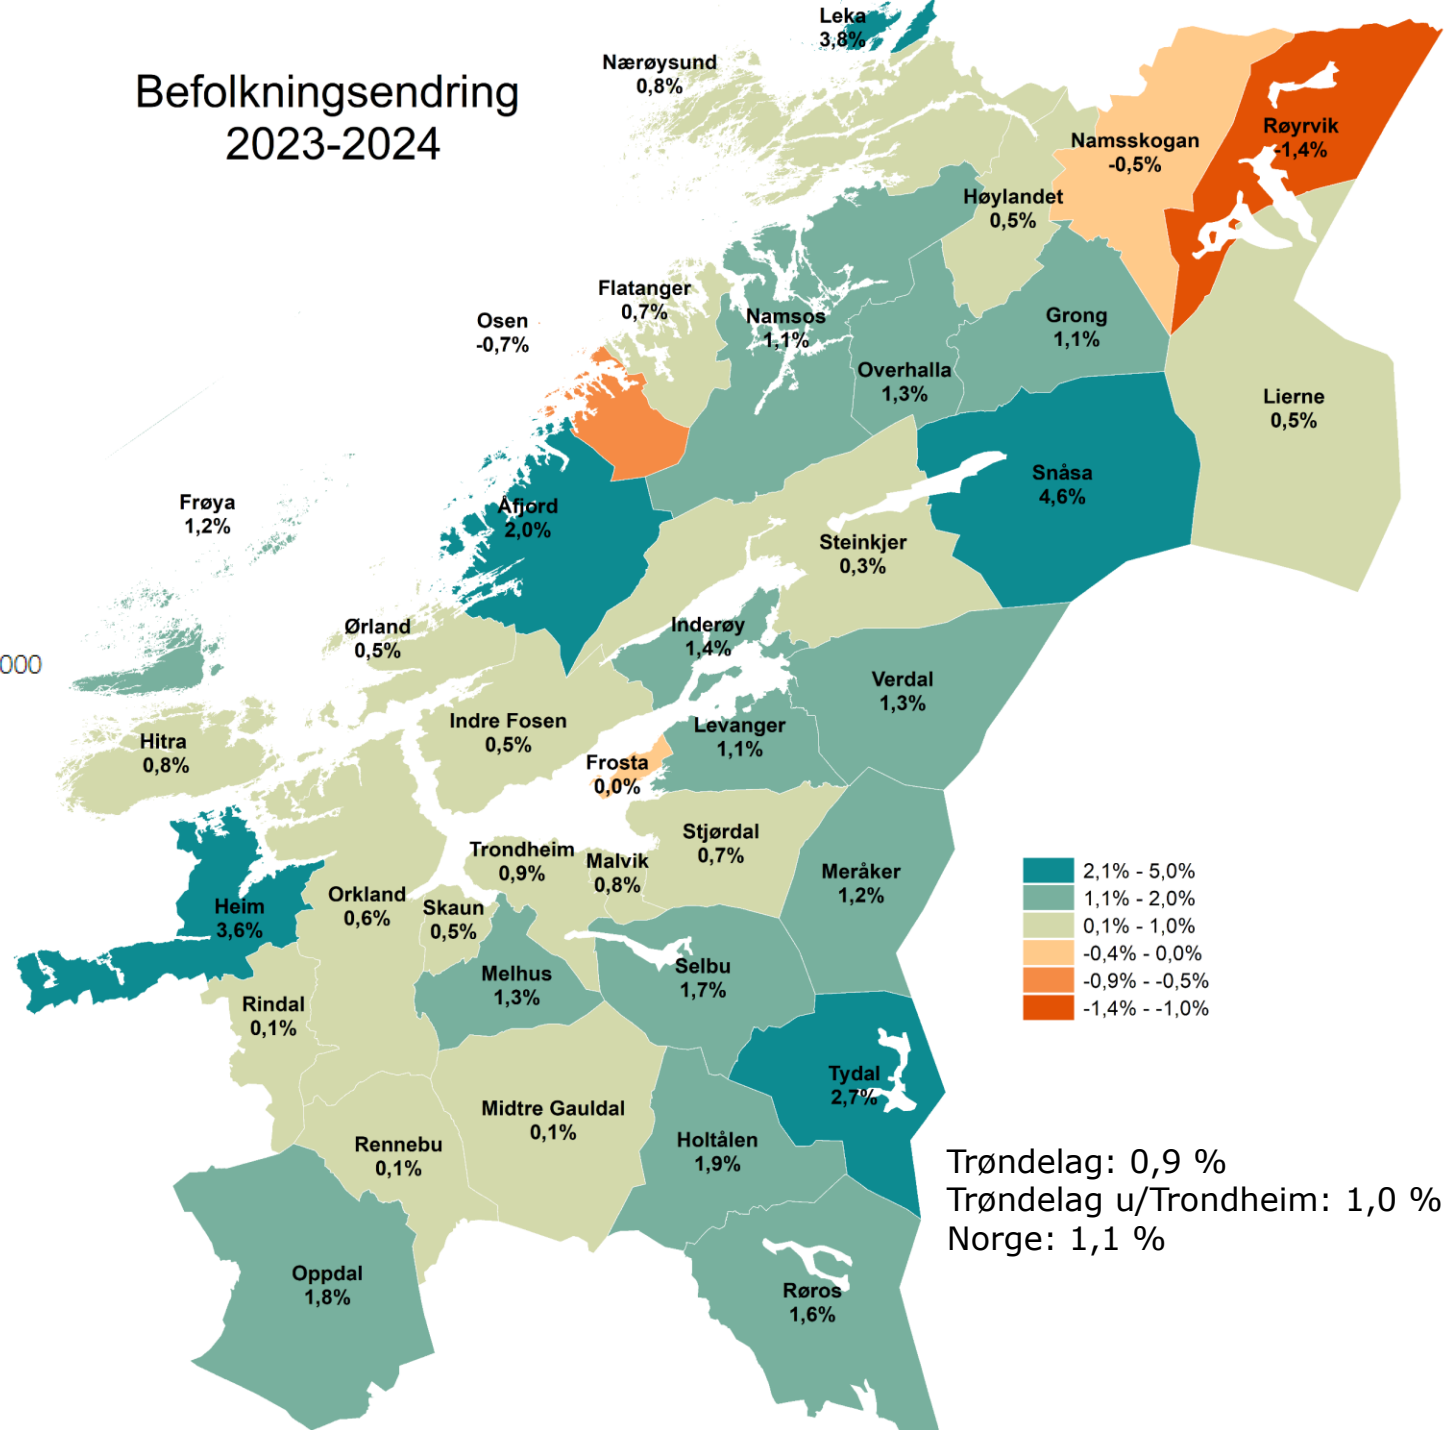 Befolkningsendring
2023-2024
Leka
3,8%
Nærøysund
0,8%
Røyrvik
-1,4%
Namsskogan
-0,5%
Høylandet
0,5%
Flatanger
0,7%
Namsos
1,1%
Grong
1,1%
Osen
-0,7%
Overhalla
1,3%
Lierne
0,5%
Snåsa
4,6%
Frøya
1,2%
Åfjord
2,0%
Steinkjer
0,3%
Ørland
0,5%
Inderøy
1,4%
000
Verdal
1,3%
Indre Fosen
0,5%
Levanger
1,1%
Hitra
0,8%
Frosta
0,0%
Stjørdal
0,7%
Trondheim
0,9%
Malvik
0,8%
Meråker
1,2%
2,1% - 5,0%
1,1% - 2,0%
0,1% - 1,0%
-0,4% - 0,0%
-0,9% - -0,5%
-1,4% - -1,0%
Heim
3,6%
Orkland
0,6%
Skaun
0,5%
Melhus
1,3%
Selbu
1,7%
Rindal
0,1%
Tydal
2,7%
Midtre Gauldal
0,1%
Rennebu
0,1%
Holtålen
1,9%
Trøndelag: 0,9 %
Trøndelag u/Trondheim: 1,0 %
Norge: 1,1 %
Oppdal
1,8%
Røros
1,6%